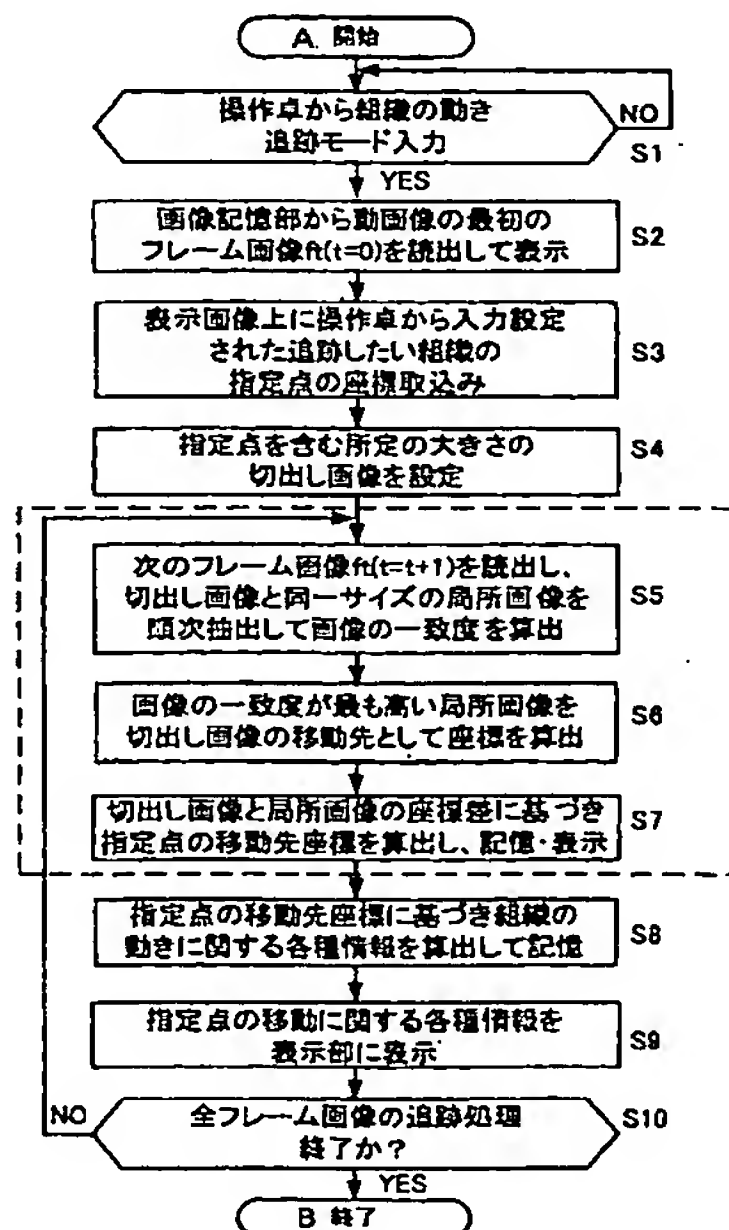 A. 開始
操作卓から組織の動き
追跡モード入力
NO
S1
YES
画像記憶部から動画像の最初の
フレーム画像ft(t=0)を読出して表示
S2
表示画像上に操作卓から入力設定
された追跡したい組織の
指定点の座標取込み
S3
指定点を含む所定の大きさの
切出し画像を設定
S4
次のフレーム画像ft(t=t+1)を読出し、
切出し画像と同一サイズの局所画像を
順次抽出して画像の一致度を算出
S5
画像の一致度が最も高い局所画像を
切出し画像の移動先として座標を算出
S6
切出し画像と局所画像の座標差に基づき
指定点の移動先座標を算出し、記憶・表示
S7
指定点の移動先座標に基づき組織の
動きに関する各種情報を算出して記憶
S8
指定点の移動に関する各種情報を
表示部に表示
S9
NO
全フレーム画像の追跡処理
終了か?
S10
YES
B 終了